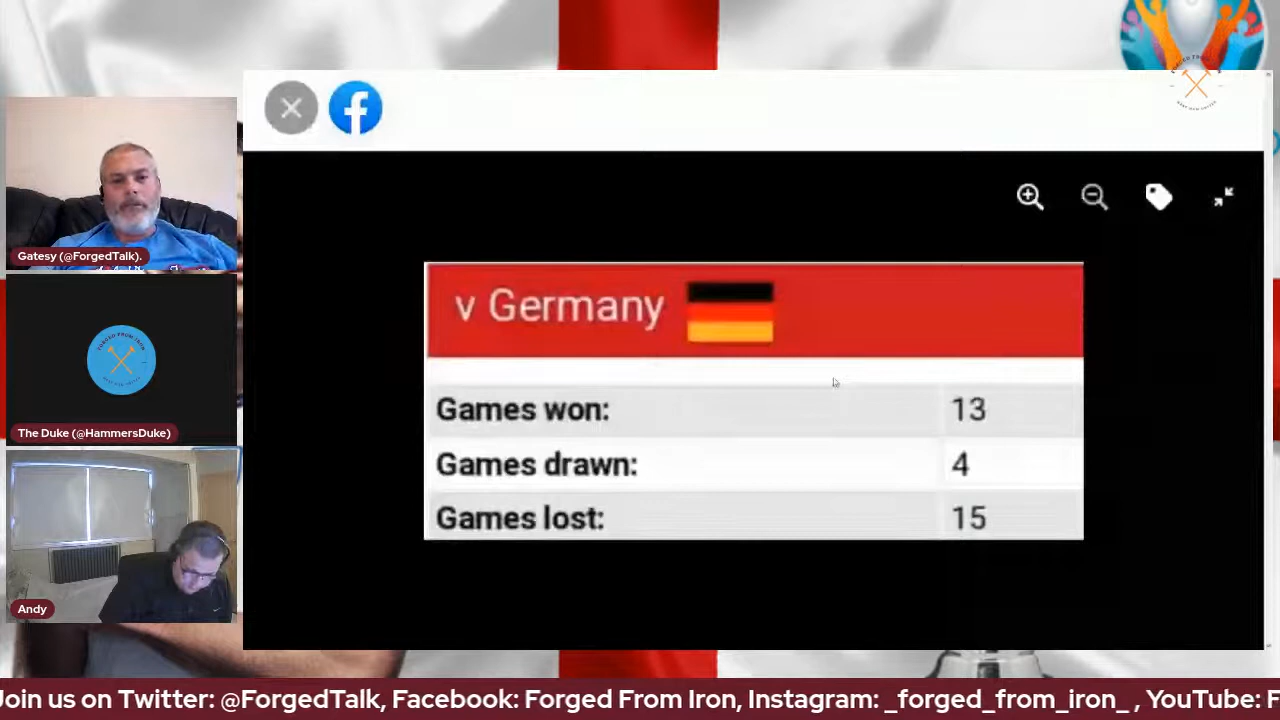 Gatesy (@ForgedTalk).
The Duke (@HammersDuke)
Andy
v Germany
Games won: 13
Games drawn: 4
Games lost: 15
Join us on Twitter: @ForgedTalk, Facebook: Forged From Iron, Instagram: _forged_from_iron_ , YouTube: F